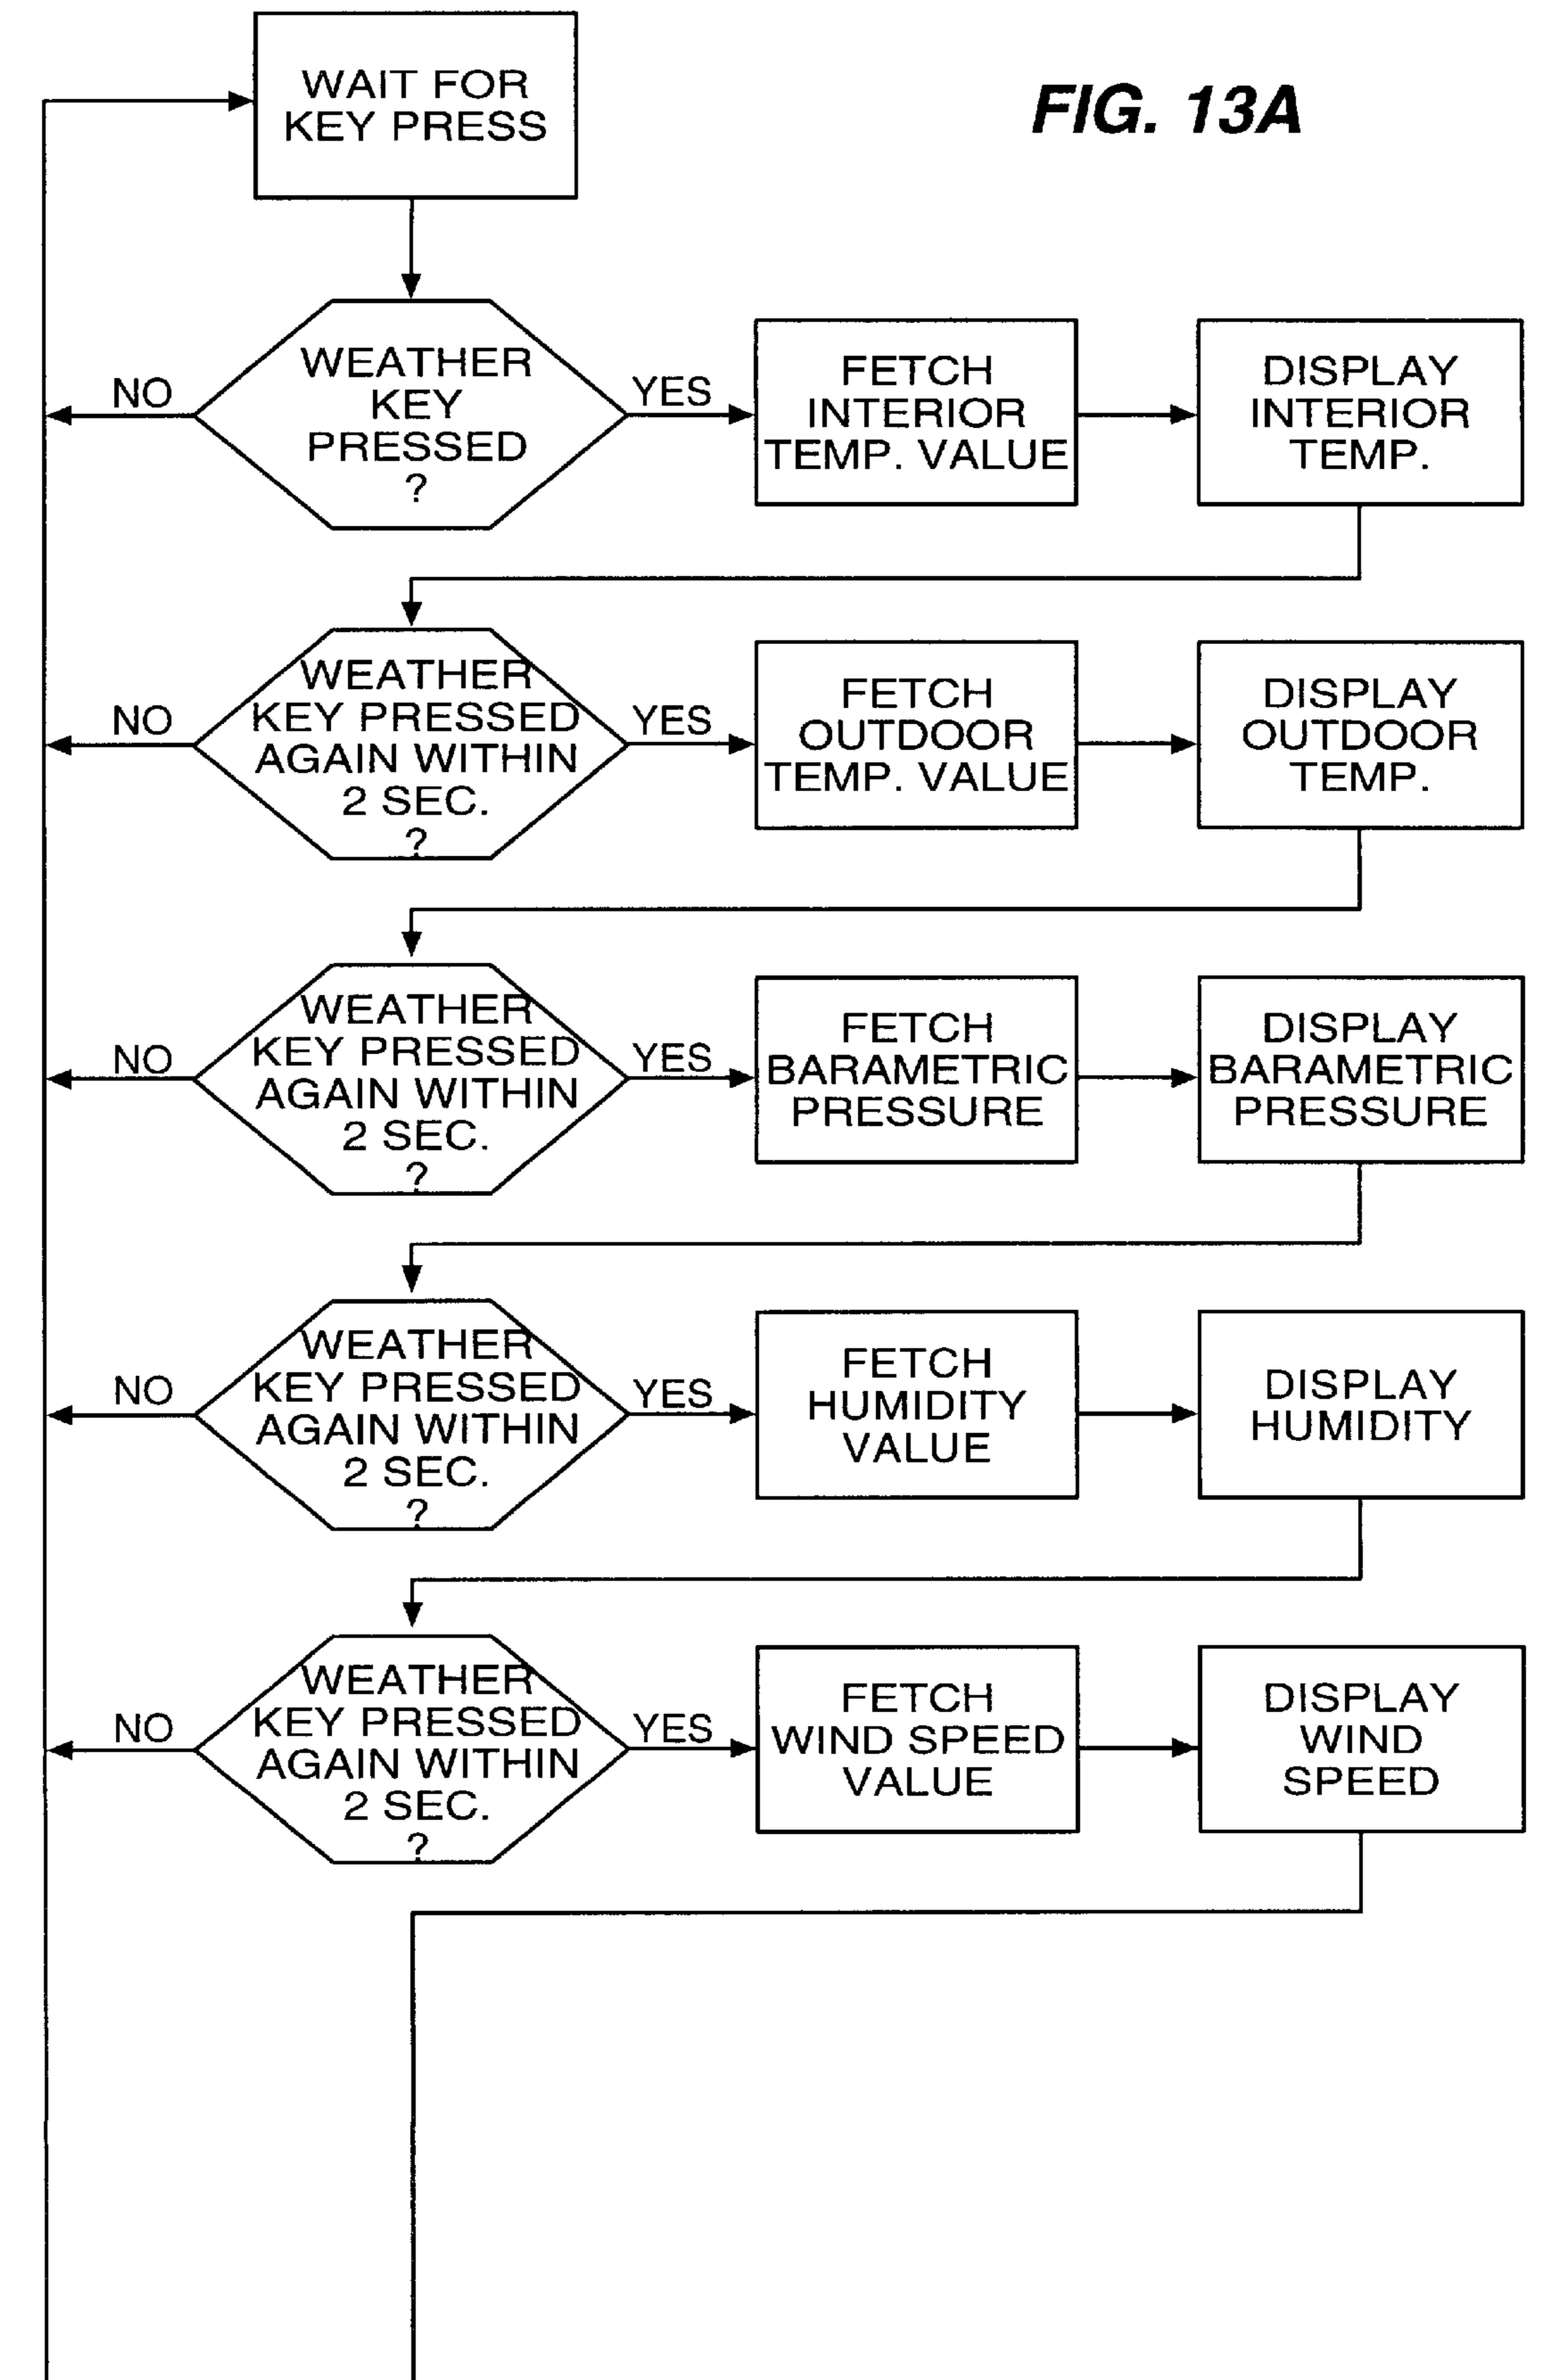 WAIT FOR
KEY PRESS
FIG. 13A
WEATHER
KEY
PRESSED
?
NO
YES
FETCH
INTERIOR
TEMP. VALUE
DISPLAY
INTERIOR
TEMP.
WEATHER
KEY PRESSED
AGAIN WITHIN
2 SEC.
?
NO
YES
FETCH
OUTDOOR
TEMP. VALUE
DISPLAY
OUTDOOR
TEMP.
WEATHER
KEY PRESSED
AGAIN WITHIN
2 SEC.
?
NO
YES
FETCH
BARAMETRIC
PRESSURE
DISPLAY
BARAMETRIC
PRESSURE
WEATHER
KEY PRESSED
AGAIN WITHIN
2 SEC.
?
NO
YES
FETCH
HUMIDITY
VALUE
DISPLAY
HUMIDITY
WEATHER
KEY PRESSED
AGAIN WITHIN
2 SEC.
?
NO
YES
FETCH
WIND SPEED
VALUE
DISPLAY
WIND
SPEED